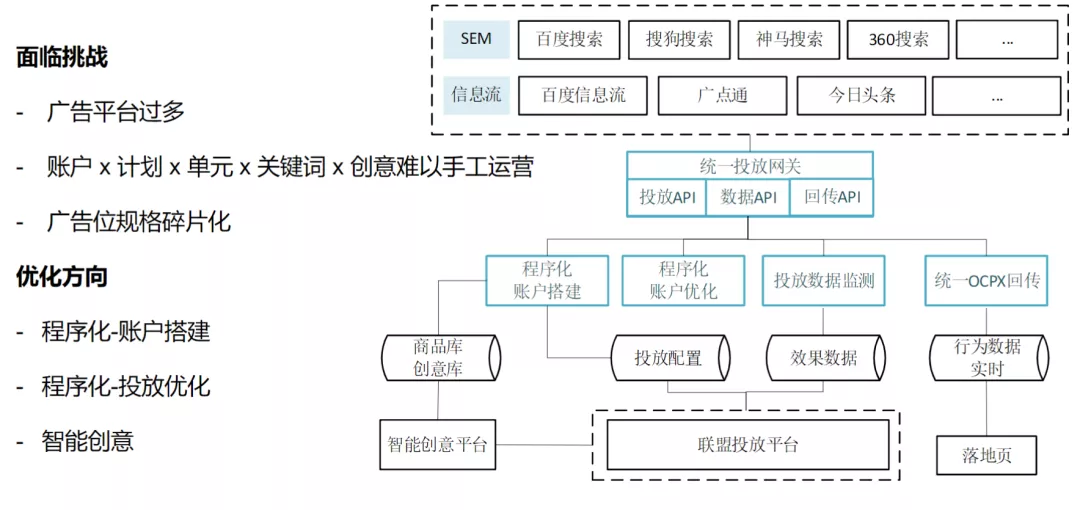 面临挑战
- 广告平台过多
- 账户 x 计划 x 单元 x 关键词 x 创意难以手工运营
- 广告位规格碎片化
优化方向
- 程序化-账户搭建
- 程序化-投放优化
- 智能创意
SEM 百度搜索 搜狗搜索 神马搜索 360搜索 ...
信息流 百度信息流 广点通 今日头条 ...
统一投放网关
投放API 数据API 回传API
程序化
账户搭建
程序化
账户优化
投放数据监测
统一OCPX回传
商品库
创意库
投放配置
效果数据
行为数据
实时
智能创意平台
联盟投放平台
落地页